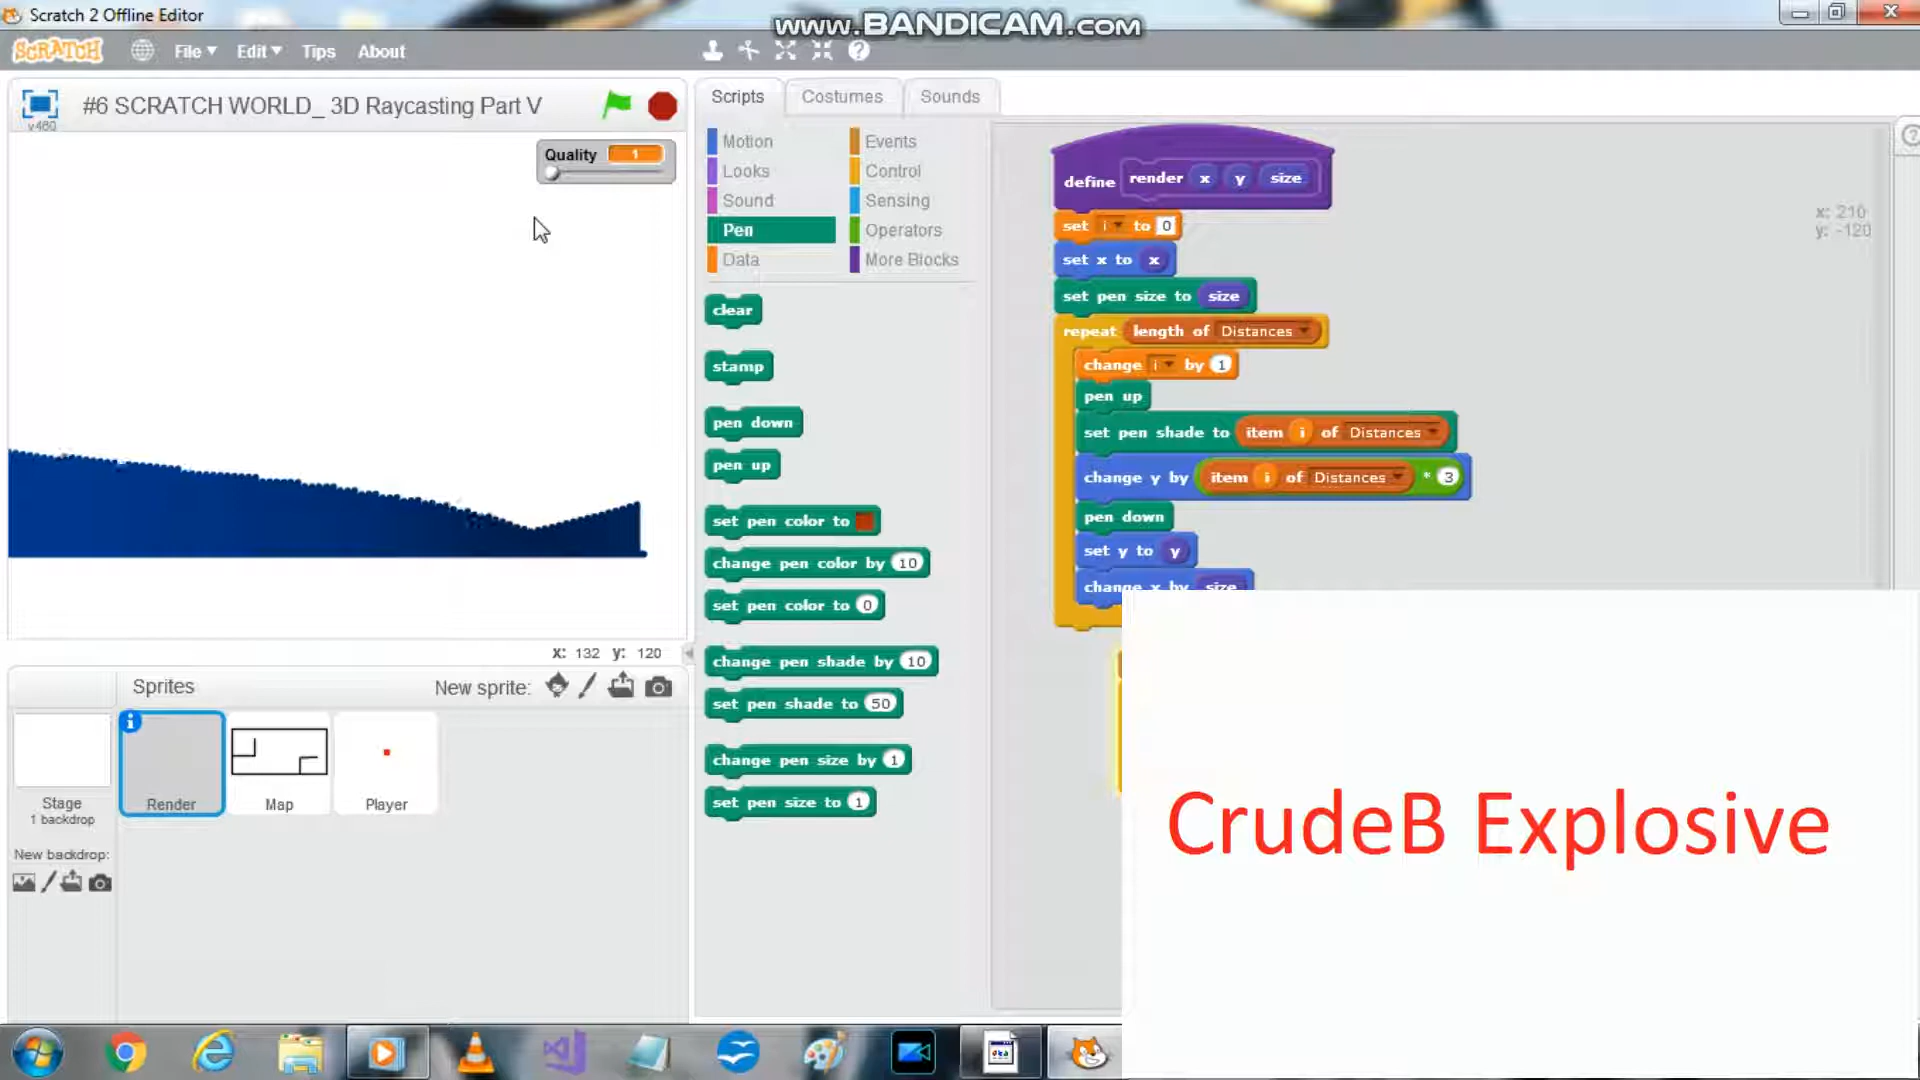 Scratch 2 Offline Editor
www.BANDICAM.com
SCRATCH File Edit Tips About
v460 #6 SCRATCH WORLD_ 3D Raycasting Part V
Quality 1
x: 132 y: 120
Sprites New sprite:
Stage
1 backdrop
New backdrop:
Render
Map
Player
Scripts Costumes Sounds
Motion Events
Looks Control
Sound Sensing
Pen Operators
Data More Blocks
clear
stamp
pen down
pen up
set pen color to
change pen color by 10
set pen color to 0
change pen shade by 10
set pen shade to 50
change pen size by 1
set pen size to 1
define render x y size
set i to 0
set x to x
set pen size to size
repeat length of Distances
change i by 1
pen up
set pen shade to item i of Distances
change y by item i of Distances * 3
pen down
set y to y
change x by size
x: 210
y: -120
CrudeB Explosive